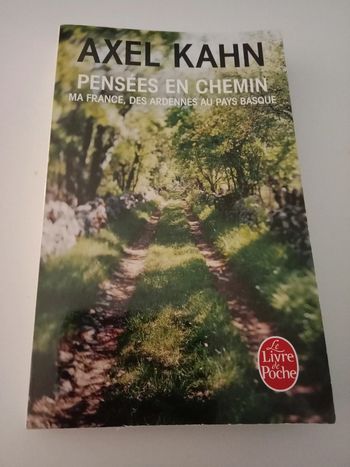 AXEL KAHN
PENSÉES EN CHEMIN
MA FRANCE, DES ARDENNES AU PAYS BASQUE
Le
Livre
de
Poche